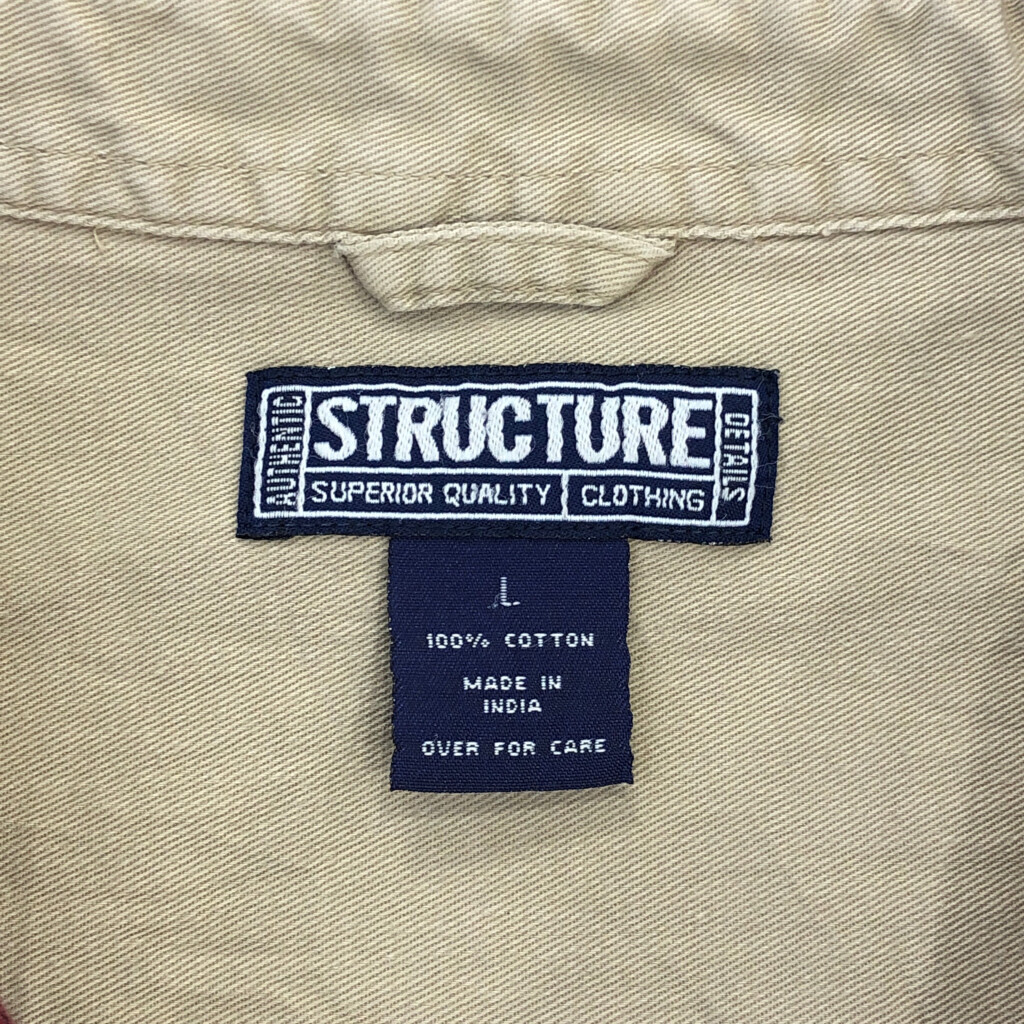 AUTHENTIC
STRUCTURE
SUPERIOR QUALITY CLOTHING
DETAILS
L
100% COTTON
MADE IN
INDIA
OVER FOR CARE